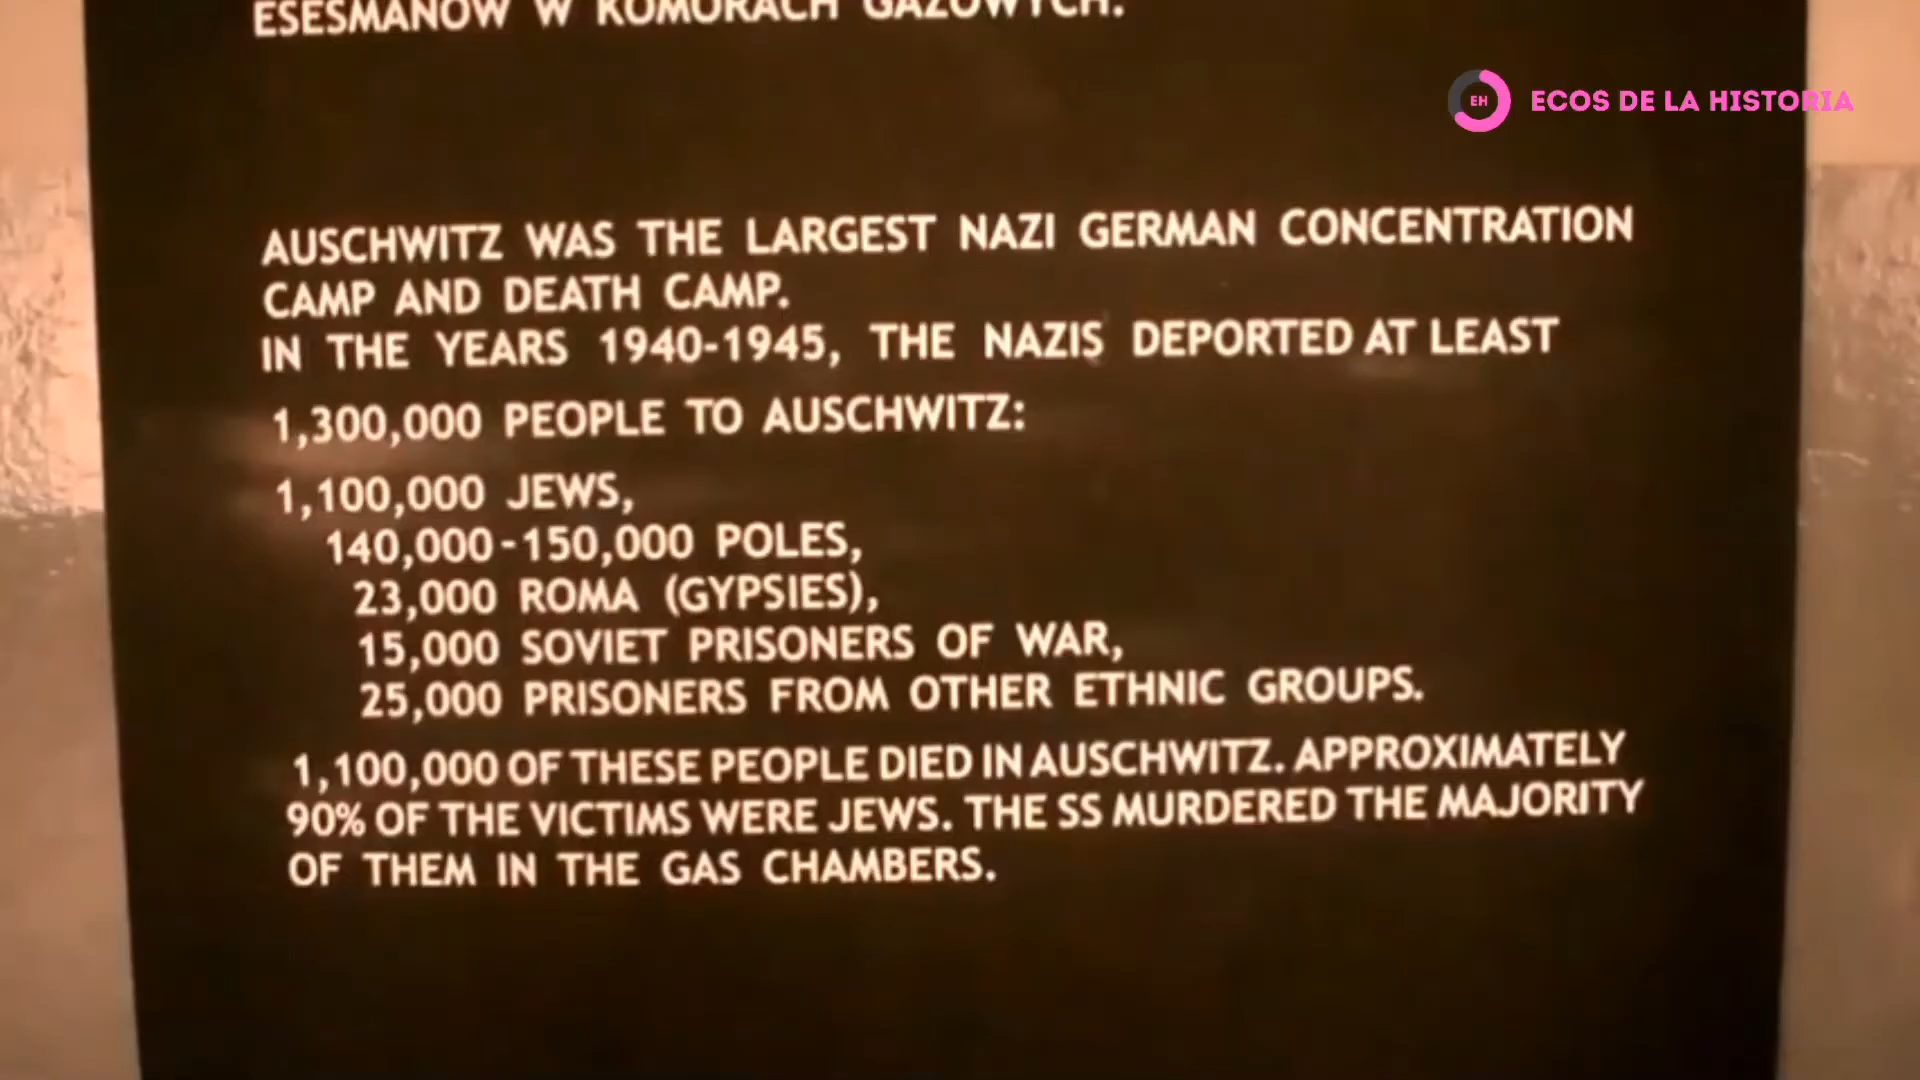 ESESMANÓW W KOMORACH GAZOWYCH.
EH ECOS DE LA HISTORIA
AUSCHWITZ WAS THE LARGEST NAZI GERMAN CONCENTRATION
CAMP AND DEATH CAMP.
IN THE YEARS 1940-1945, THE NAZIS DEPORTED AT LEAST
1,300,000 PEOPLE TO AUSCHWITZ:
1,100,000 JEWS,
140,000-150,000 POLES,
23,000 ROMA (GYPSIES),
15,000 SOVIET PRISONERS OF WAR,
25,000 PRISONERS FROM OTHER ETHNIC GROUPS.
1,100,000 OF THESE PEOPLE DIED IN AUSCHWITZ. APPROXIMATELY
90% OF THE VICTIMS WERE JEWS. THE SS MURDERED THE MAJORITY
OF THEM IN THE GAS CHAMBERS.